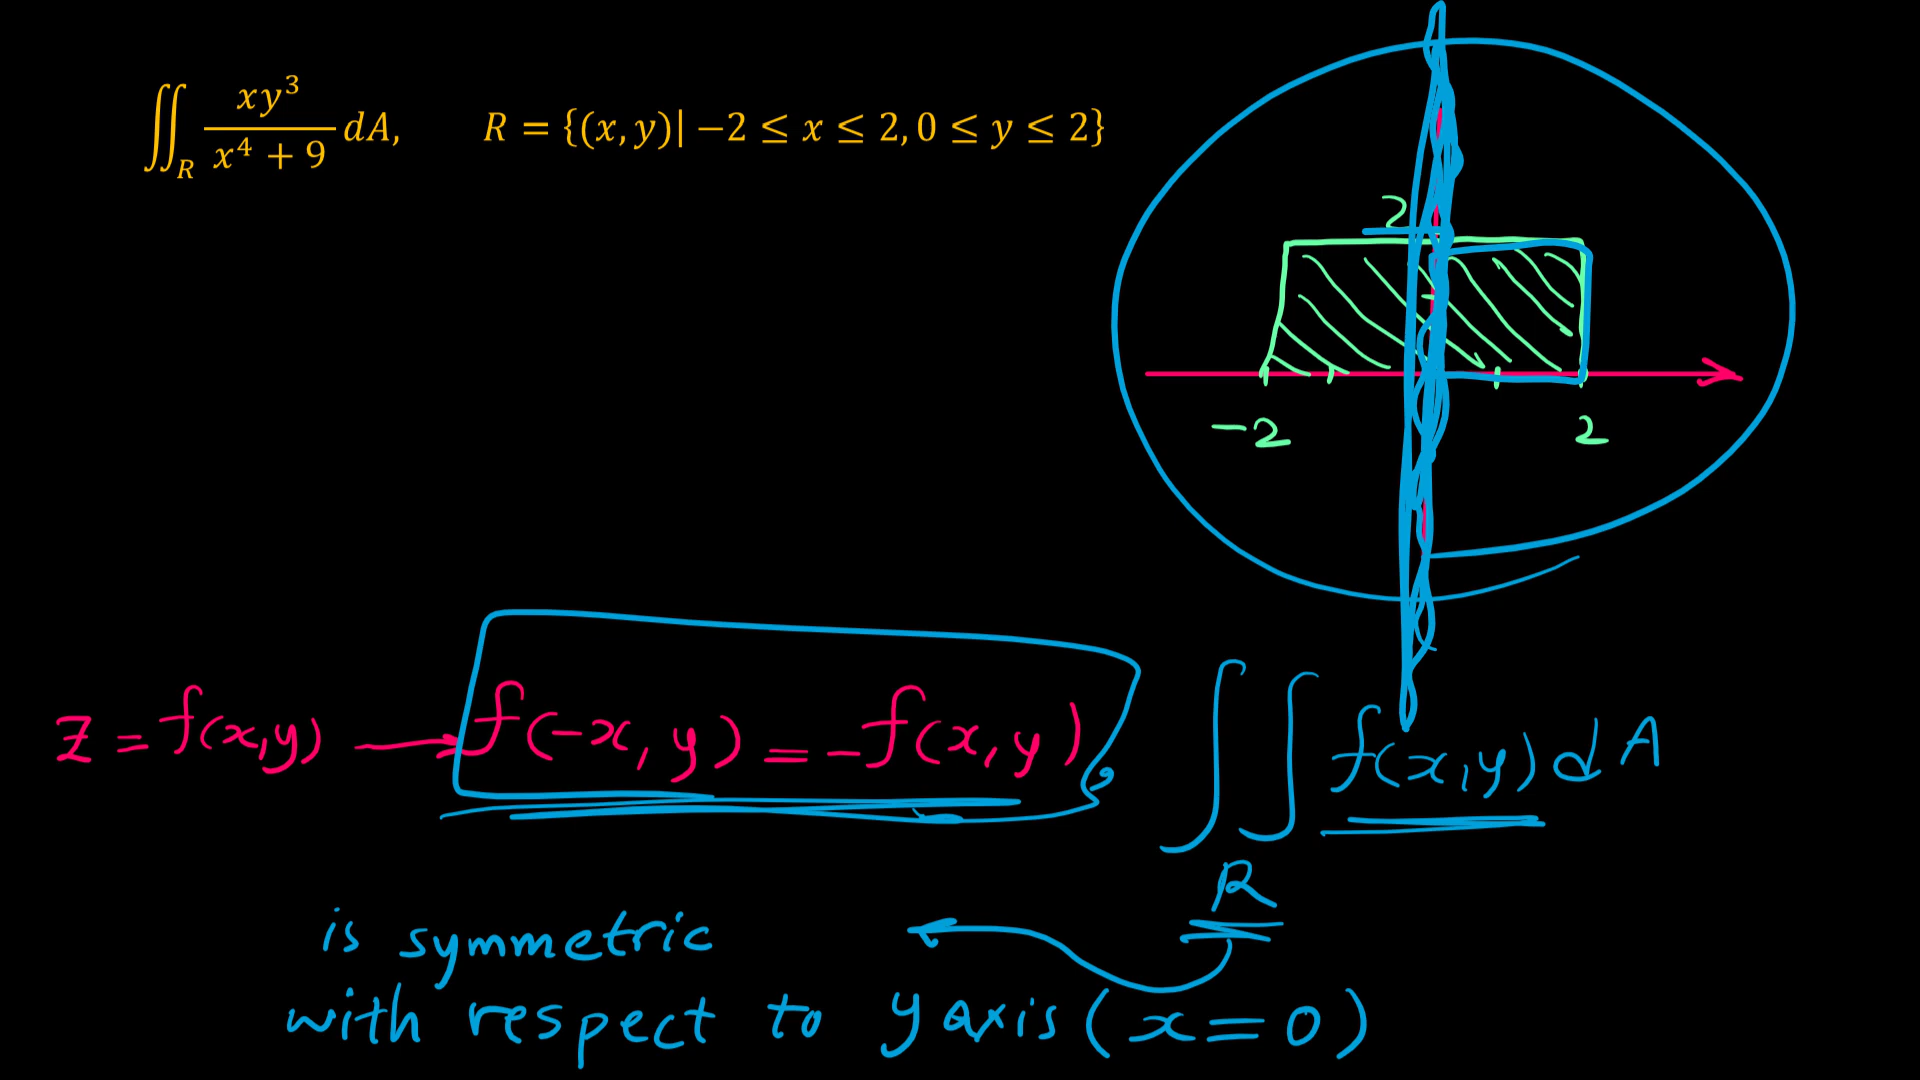 ∬_R xy³/(x⁴ + 9) dA,    R = {(x, y)| −2 ≤ x ≤ 2, 0 ≤ y ≤ 2}
2
-2    2
z = f(x,y) → f(-x, y) = -f(x, y), ∬_R f(x,y) dA
is symmetric
with respect to y axis (x=0)